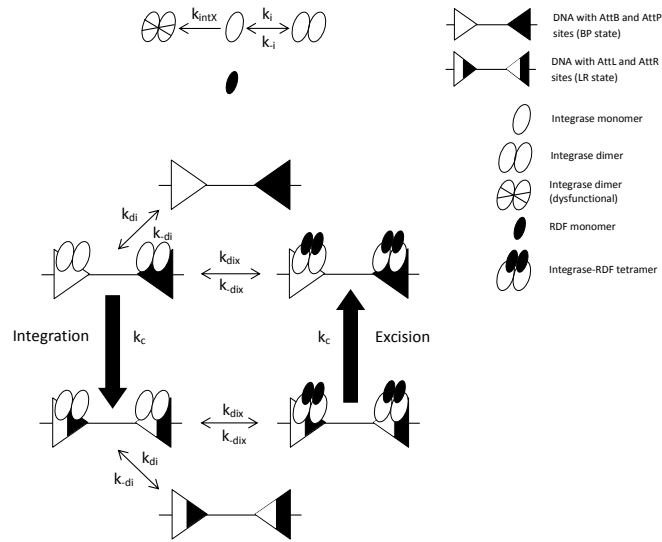 k_intX
k_i
k_-i
k_di
k_-di
k_dix
k_-dix
Integration
k_c
k_c
Excision
k_dix
k_-dix
k_di
k_-di
DNA with AttB and AttP
sites (BP state)
DNA with AttL and AttR
sites (LR state)
Integrase monomer
Integrase dimer
Integrase dimer
(dysfunctional)
RDF monomer
Integrase-RDF tetramer